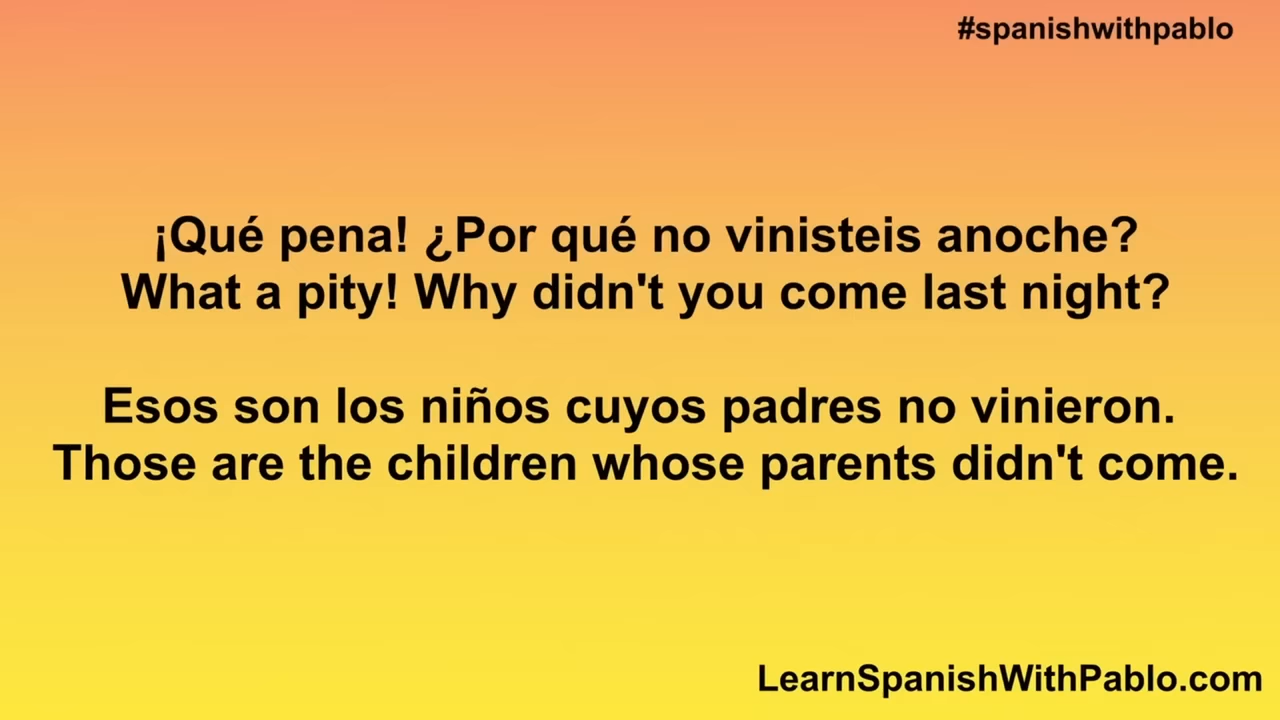 #spanishwithpablo
¡Qué pena! ¿Por qué no vinisteis anoche?
What a pity! Why didn't you come last night?
Esos son los niños cuyos padres no vinieron.
Those are the children whose parents didn't come.
LearnSpanishWithPablo.com